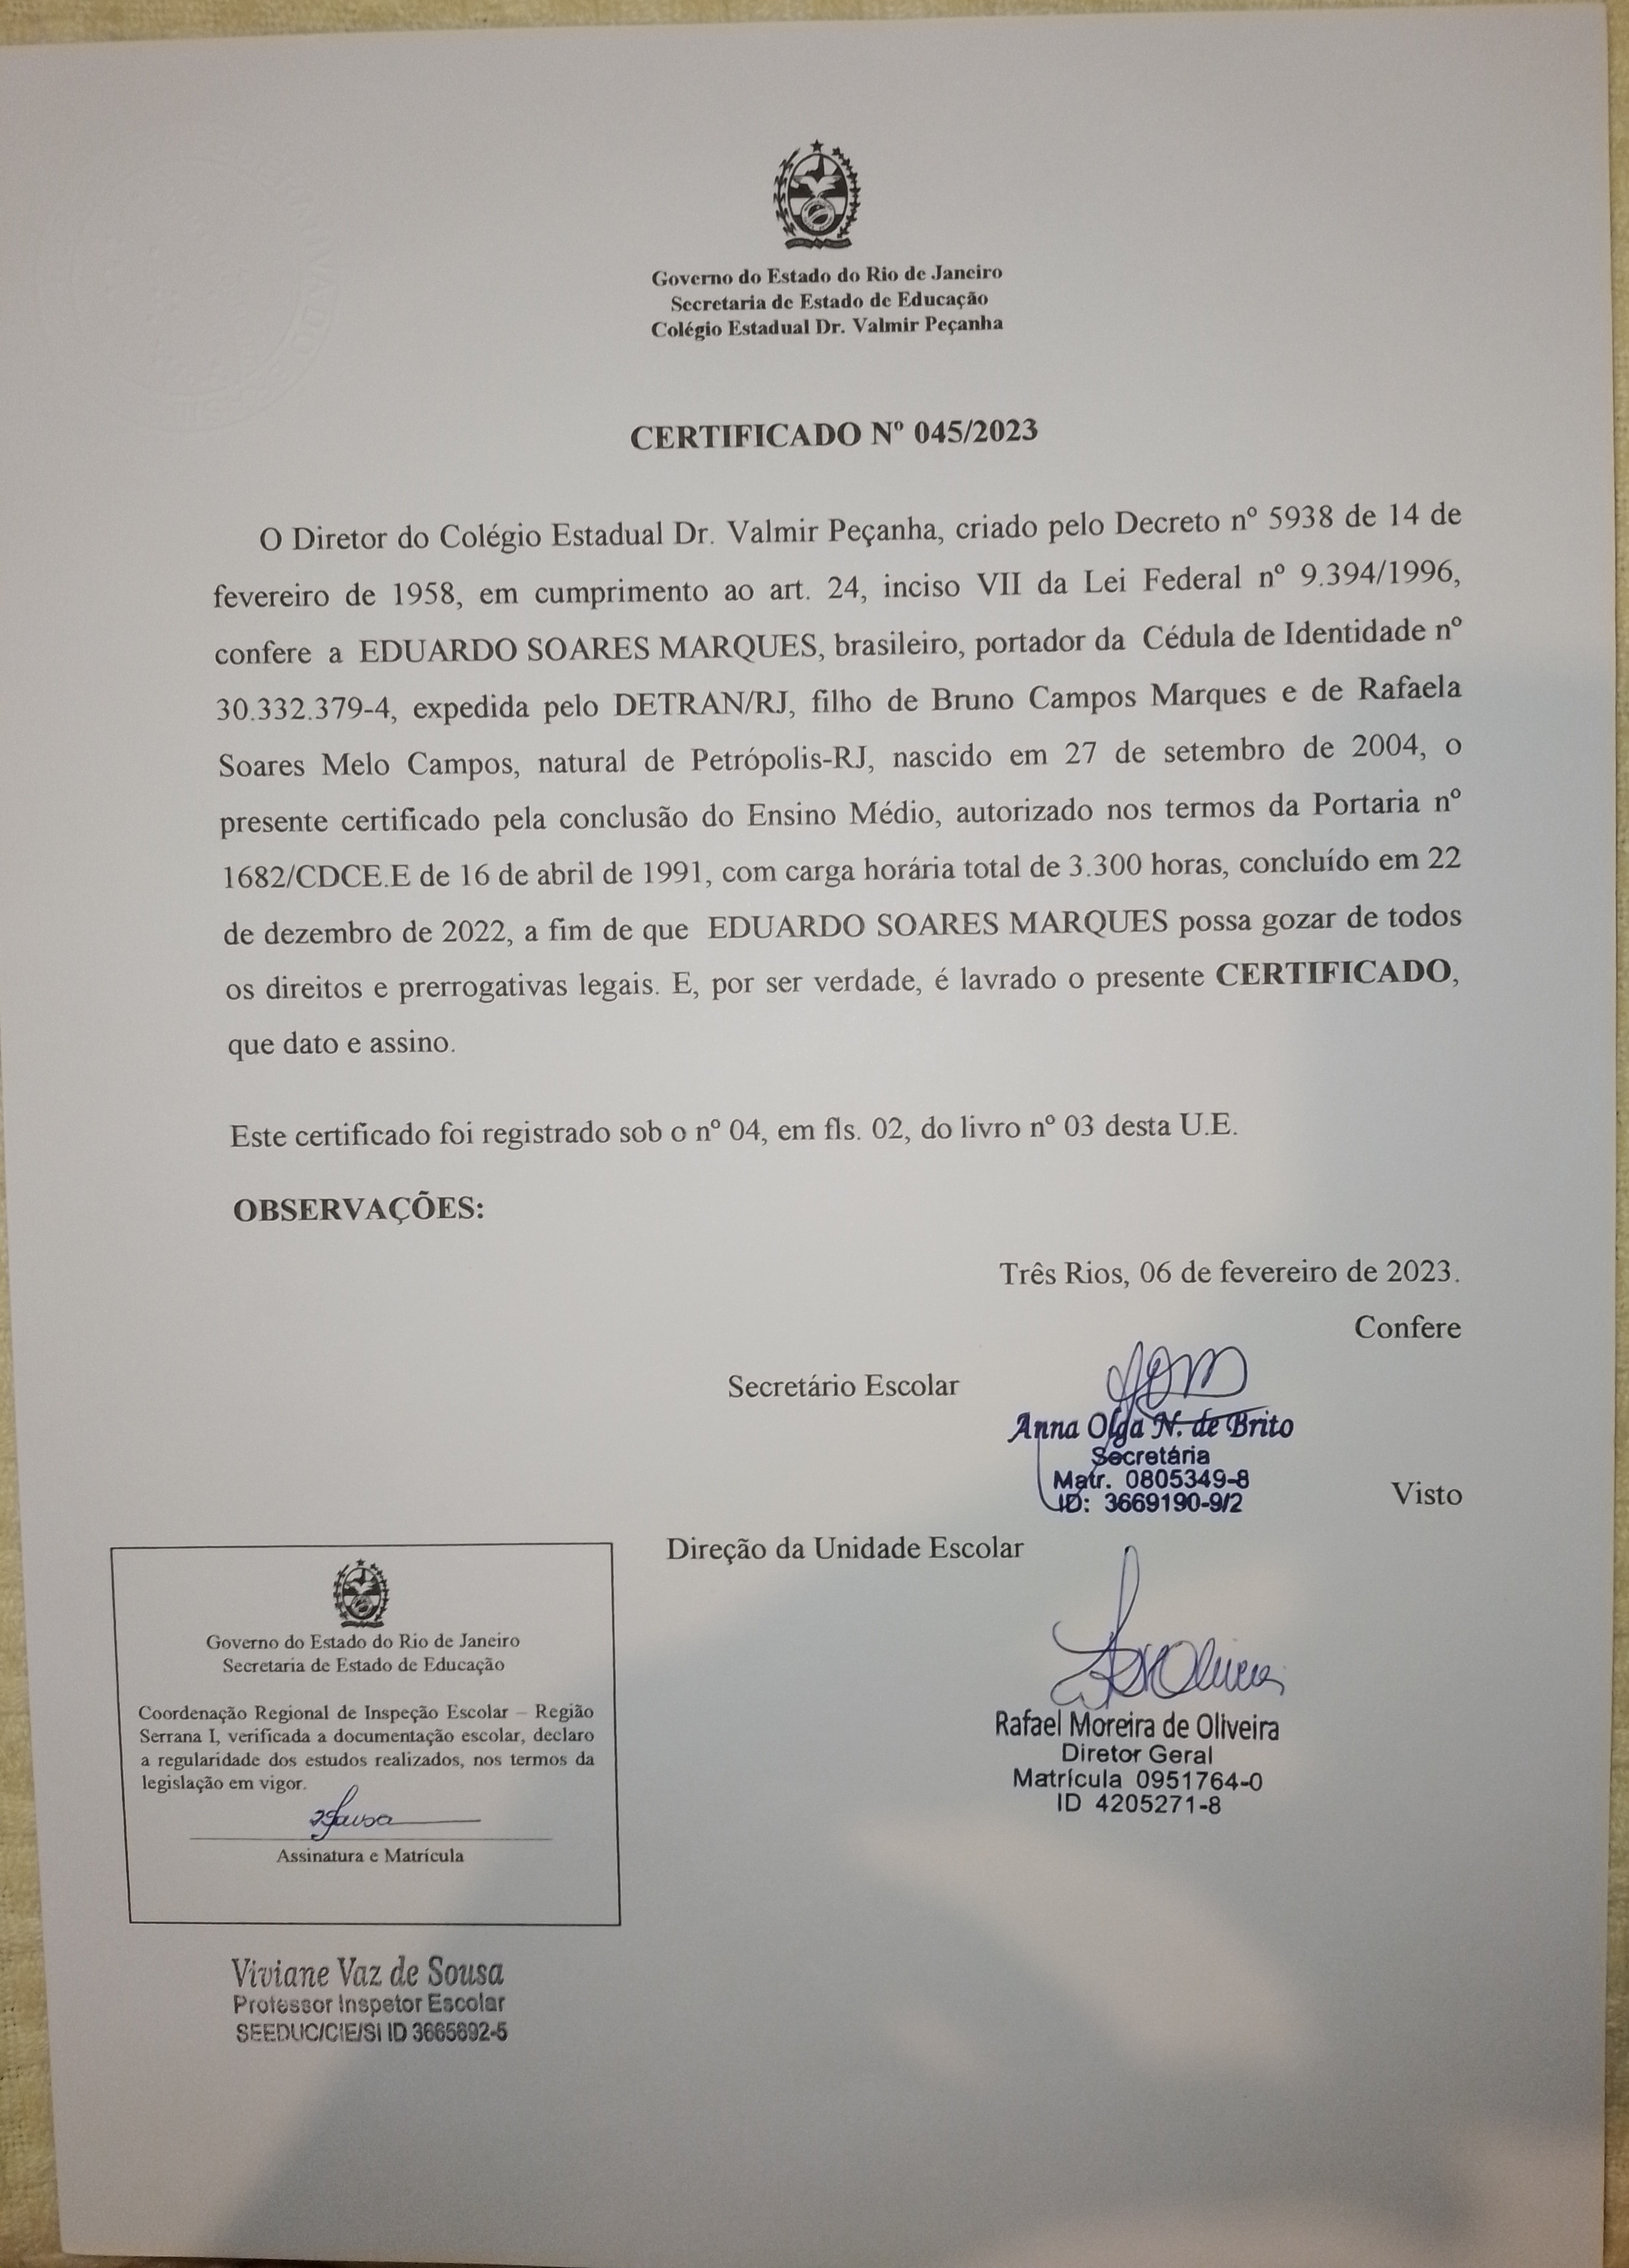 Governo do Estado do Rio de Janeiro
Secretaria de Estado de Educação
Colégio Estadual Dr. Valmir Peçanha
CERTIFICADO Nº 045/2023
O Diretor do Colégio Estadual Dr. Valmir Peçanha, criado pelo Decreto nº 5938 de 14 de
fevereiro de 1958, em cumprimento ao art. 24, inciso VII da Lei Federal nº 9.394/1996,
confere a EDUARDO SOARES MARQUES, brasileiro, portador da Cédula de Identidade nº
30.332.379-4, expedida pelo DETRAN/RJ, filho de Bruno Campos Marques e de Rafaela
Soares Melo Campos, natural de Petrópolis-RJ, nascido em 27 de setembro de 2004, o
presente certificado pela conclusão do Ensino Médio, autorizado nos termos da Portaria nº
1682/CDCE.E de 16 de abril de 1991, com carga horária total de 3.300 horas, concluído em 22
de dezembro de 2022, a fim de que EDUARDO SOARES MARQUES possa gozar de todos
os direitos e prerrogativas legais. E, por ser verdade, é lavrado o presente CERTIFICADO,
que dato e assino.
Este certificado foi registrado sob o nº 04, em fls. 02, do livro nº 03 desta U.E.
OBSERVAÇÕES:
Três Rios, 06 de fevereiro de 2023.
Confere
Secretário Escolar
Anna Olga N. de Brito
Secretária
Matr. 0805349-8
ID: 3669190-9/2
Visto
Direção da Unidade Escolar
Rafael Moreira de Oliveira
Diretor Geral
Matrícula 0951764-0
ID 4205271-8
Governo do Estado do Rio de Janeiro
Secretaria de Estado de Educação
Coordenação Regional de Inspeção Escolar – Região
Serrana I, verificada a documentação escolar, declaro
a regularidade dos estudos realizados, nos termos da
legislação em vigor.
Assinatura e Matrícula
Viviane Vaz de Sousa
Professor Inspetor Escolar
SEEDUC/CIE/SI ID 3665692-5